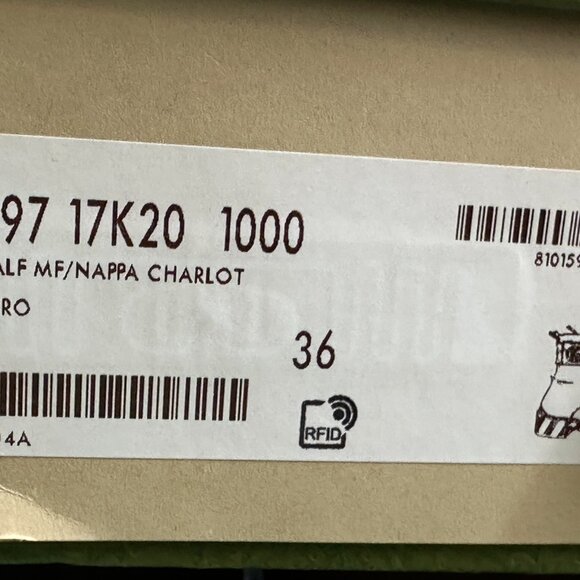 97 17K20 1000
ALF MF/NAPPA CHARLOT
RO
810159
36
RFID
4A